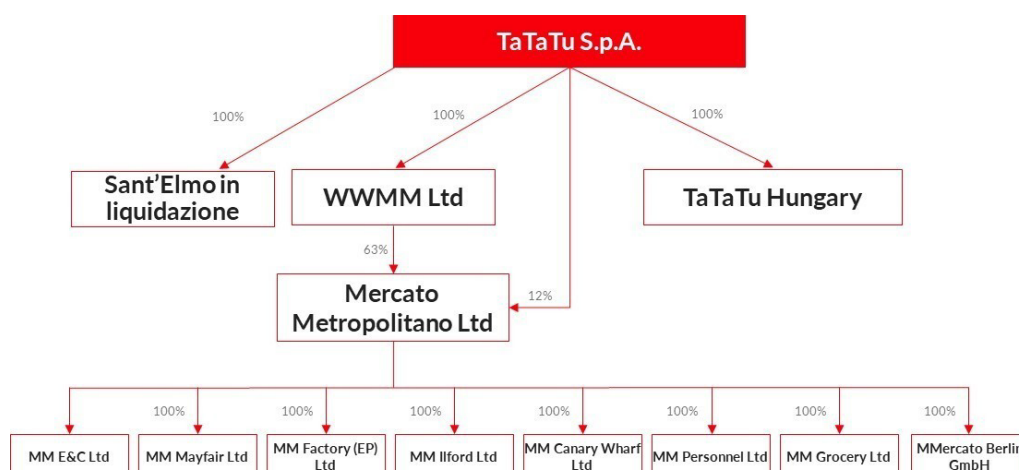 TaTaTu S.p.A.
100%
100%
100%
Sant'Elmo in
liquidazione
WWMM Ltd
TaTaTu Hungary
63%
Mercato
Metropolitano Ltd
12%
100%
100%
100%
100%
100%
100%
100%
MM E&C Ltd
MM Mayfair Ltd
MM Factory (EP)
Ltd
MM Ilford Ltd
MM Canary Wharf
Ltd
MM Personnel Ltd
MM Grocery Ltd
MMercato Berlin
GmbH